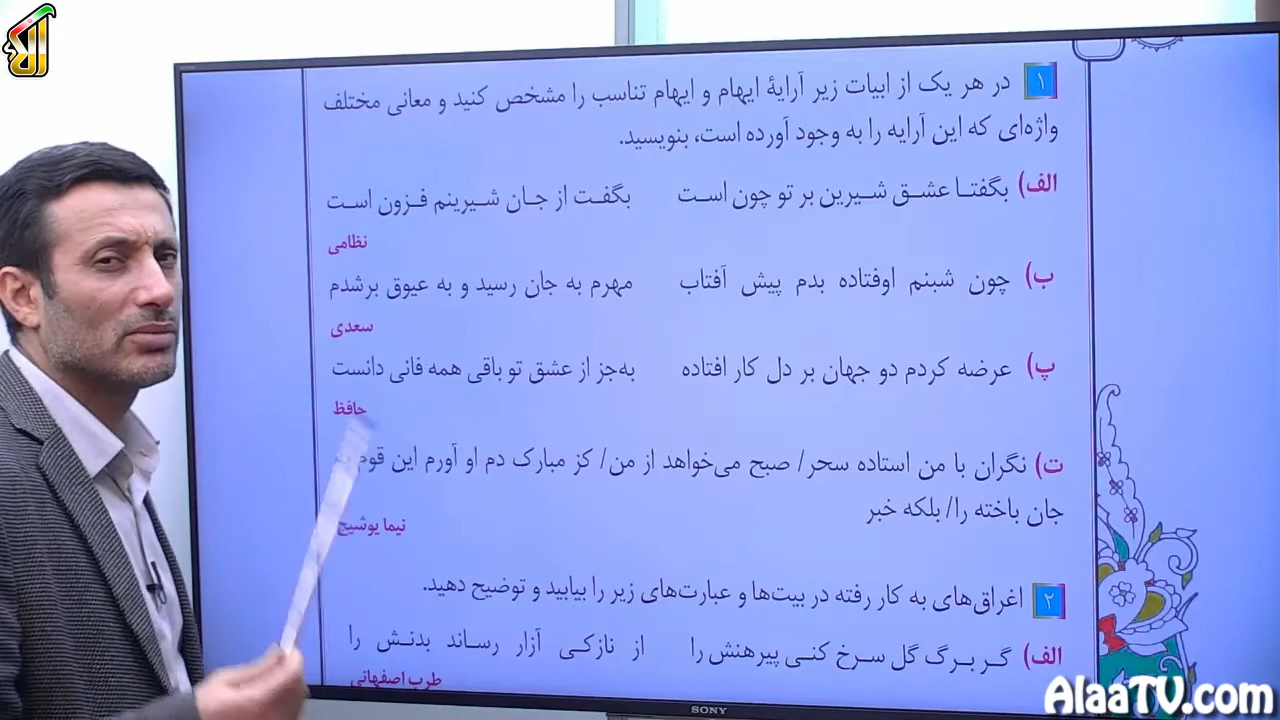 آلاء
۱ در هر یک از ابیات زیر آرایهٔ ایهام و ایهام تناسب را مشخص کنید و معانی مختلف
واژه‌ای که این آرایه را به وجود آورده است، بنویسید.
الف) بگفتا عشق شیرین بر تو چون است بگفت از جان شیرینم فزون است
نظامی
ب) چون شبنم اوفتاده بدم پیش آفتاب مهرم به جان رسید و به عیوق برشدم
سعدی
پ) عرضه کردم دو جهان بر دل کار افتاده به‌جز از عشق تو باقی همه فانی دانست
حافظ
ت) نگران با من استاده سحر/ صبح می‌خواهد از من/ کز مبارک دم او آورم این قوم
جان باخته را/ بلکه خبر
نیما یوشیج
۲ اغراق‌های به کار رفته در بیت‌ها و عبارت‌های زیر را بیابید و توضیح دهید.
الف) گر برگ گل سرخ کنی پیرهنش را از نازکی آزار رساند بدنش را
طرب اصفهانی
SONY
AlaaTV.com